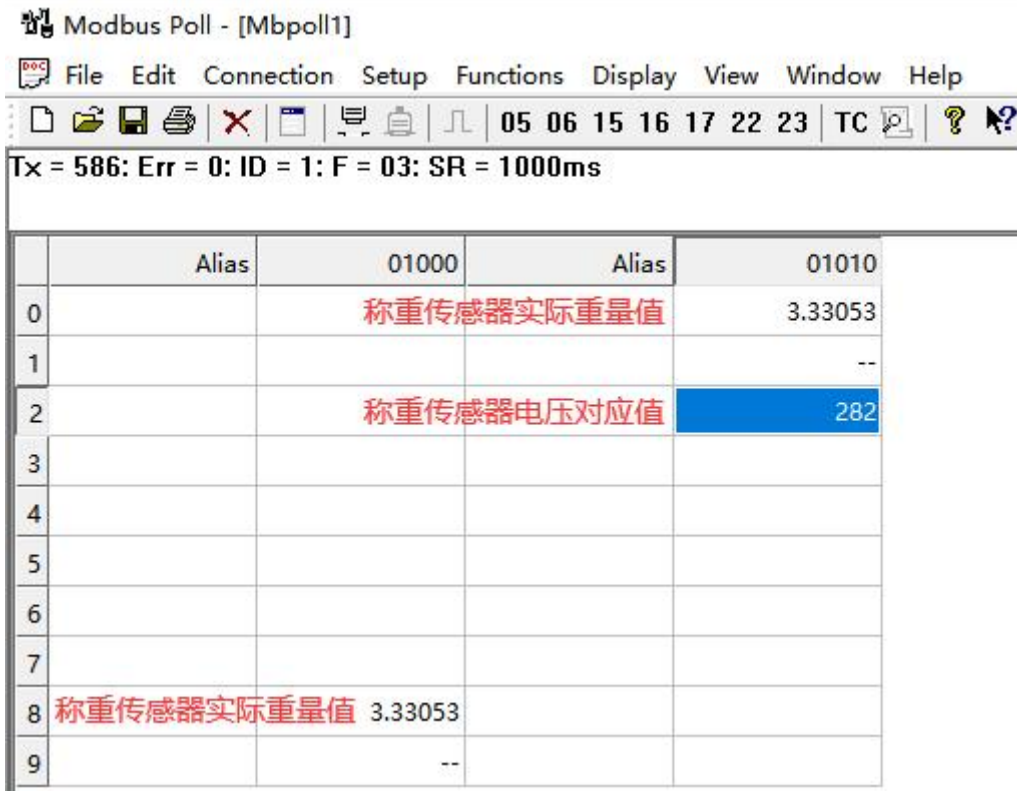 Modbus Poll - [Mbpoll1]
File Edit Connection Setup Functions Display View Window Help
05 06 15 16 17 22 23 TC
Tx = 586: Err = 0: ID = 1: F = 03: SR = 1000ms
Alias 01000 Alias 01010
0 称重传感器实际重量值 3.33053
1 --
2 称重传感器电压对应值 282
3
4
5
6
7
8 称重传感器实际重量值 3.33053
9 --